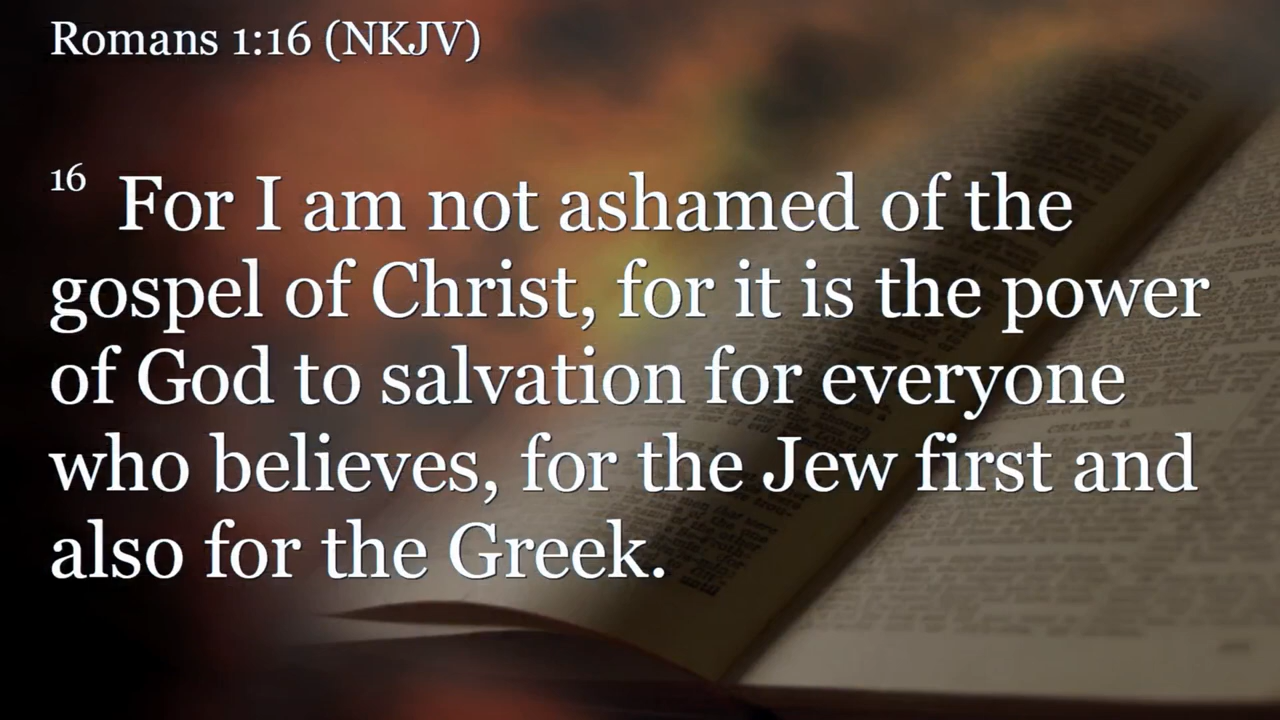 Romans 1:16 (NKJV)
16 For I am not ashamed of the
gospel of Christ, for it is the power
of God to salvation for everyone
who believes, for the Jew first and
also for the Greek.